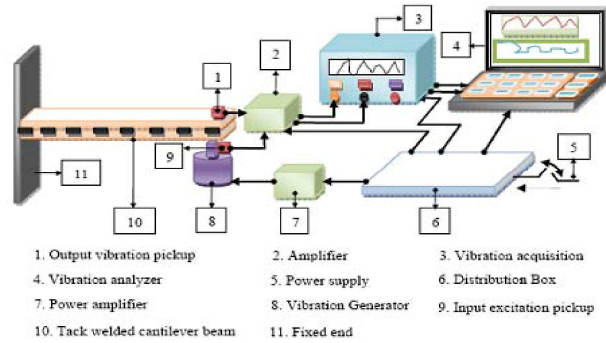 3
2
4
1
9
5
11
10
8
7
6
1. Output vibration pickup 2. Amplifier 3. Vibration acquisition
4. Vibration analyzer 5. Power supply 6. Distribution Box
7. Power amplifier 8. Vibration Generator 9. Input excitation pickup
10. Tack welded cantilever beam 11. Fixed end